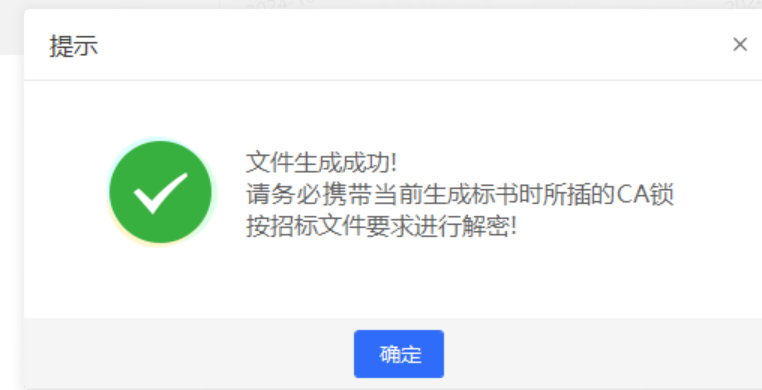 提示
文件生成成功!
请务必携带当前生成标书时所插的CA锁
按招标文件要求进行解密!
确定